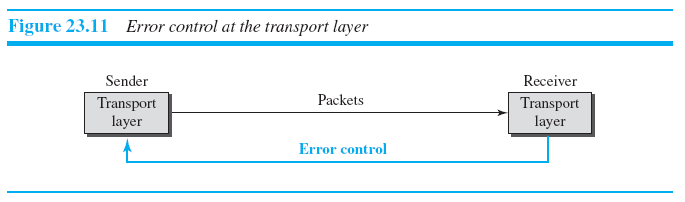 Figure 23.11 Error control at the transport layer
Sender
Receiver
Transport
layer
Packets
Transport
layer
Error control